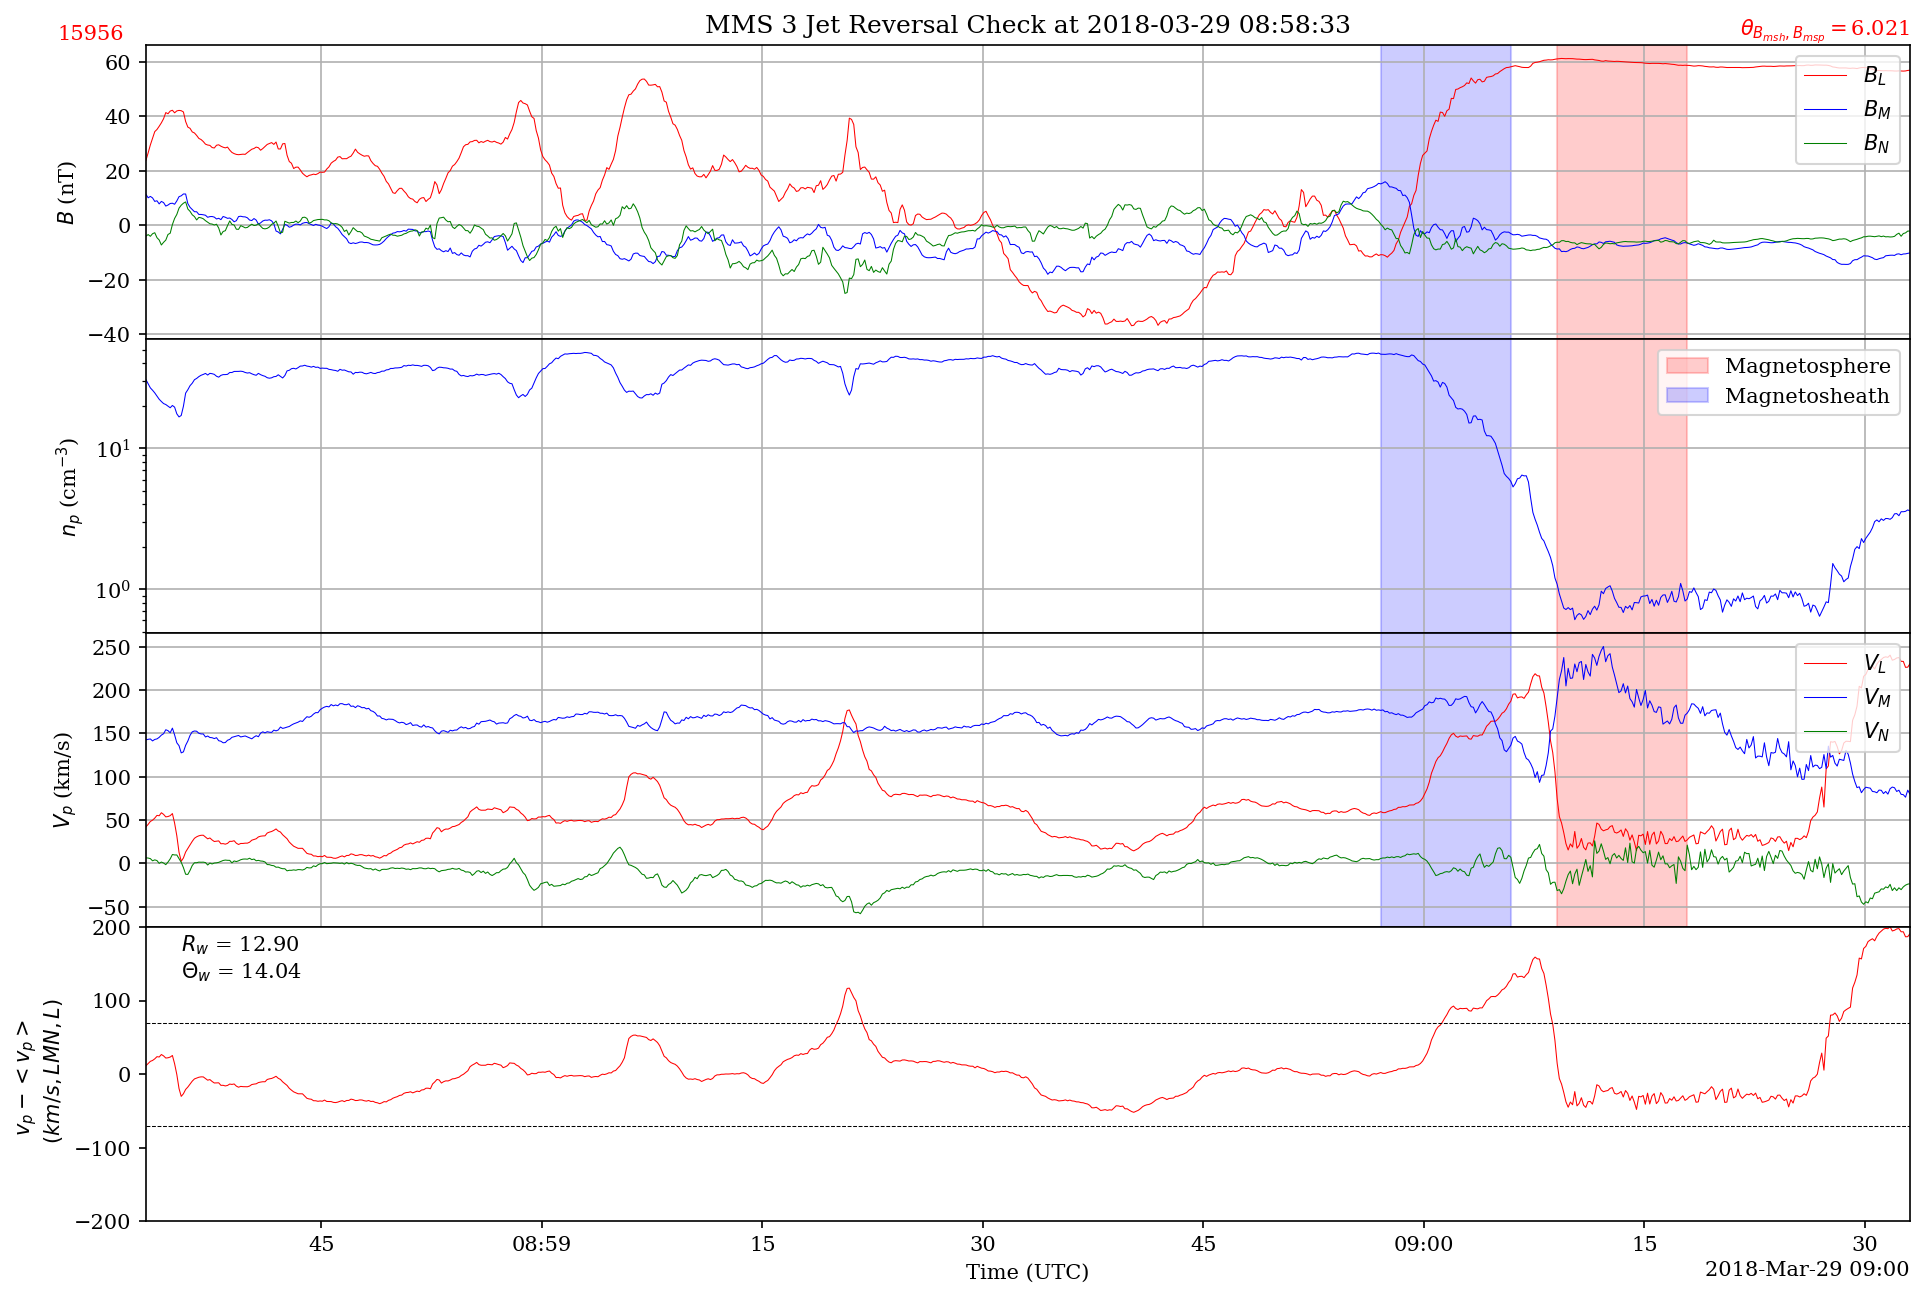 MMS 3 Jet Reversal Check at 2018-03-29 08:58:33
15956
θ_{B_{msh}, B_{msp}} = 6.021
60
40
20
0
−20
−40
B (nT)
B_L
B_M
B_N
10^1
10^0
n_p (cm^{−3})
Magnetosphere
Magnetosheath
250
200
150
100
50
0
−50
V_p (km/s)
V_L
V_M
V_N
200
100
0
−100
−200
v_p − < v_p >
(km/s, LMN, L)
R_w = 12.90
Θ_w = 14.04
45 08:59 15 30 45 09:00 15 30
Time (UTC)
2018-Mar-29 09:00